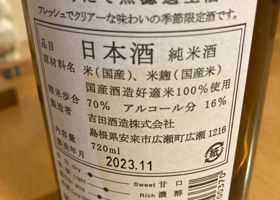 フレッシュでクリアーな味わいの季節限定酒です。
品目 日本酒 純米酒
原材料名 米(国産)、米麹(国産米)
国産酒造好適米100%使用
精米歩合 70% アルコール分 16%
製造者 吉田酒造株式会社
島根県安来市広瀬町広瀬 1216
内容量 720ml
製造年月 2023.11
紙
Dry
Light
Sweet 甘口
Rich 濃醇